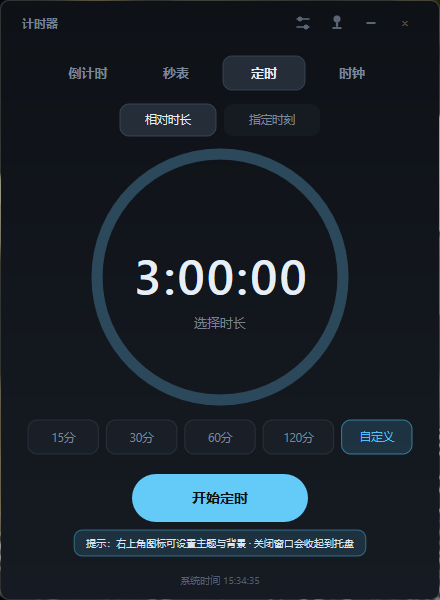 计时器
倒计时 秒表 定时 时钟
相对时长 指定时刻
3:00:00
选择时长
15分 30分 60分 120分 自定义
开始定时
提示：右上角图标可设置主题与背景 · 关闭窗口会收起到托盘
系统时间 15:34:35